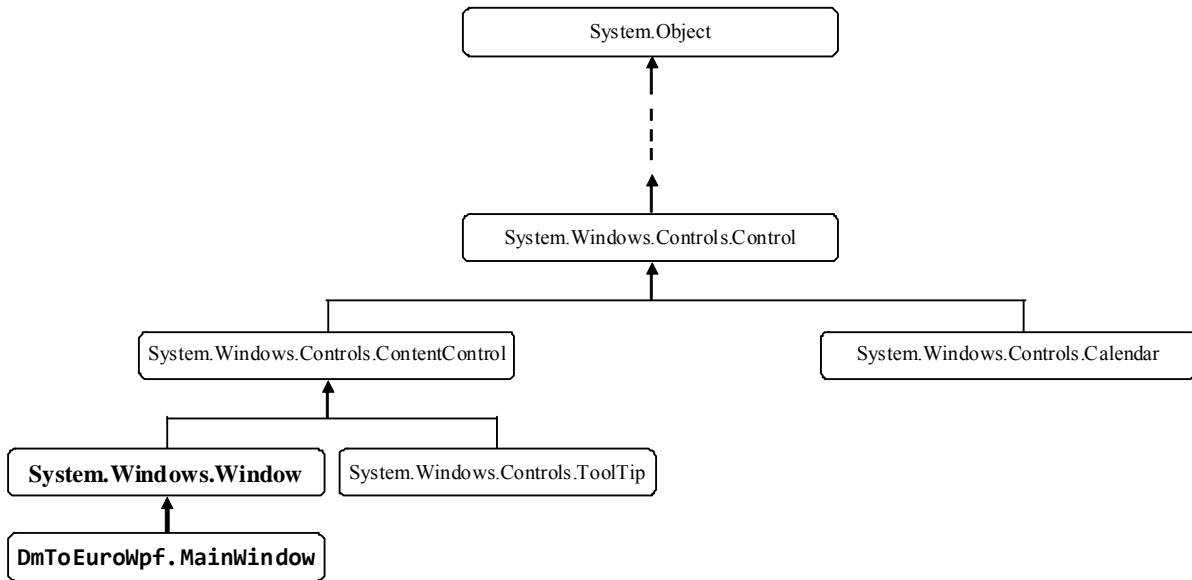 System.Object
System.Windows.Controls.Control
System.Windows.Controls.ContentControl
System.Windows.Controls.Calendar
System.Windows.Window
System.Windows.Controls.ToolTip
DmToEuroWpf.MainWindow